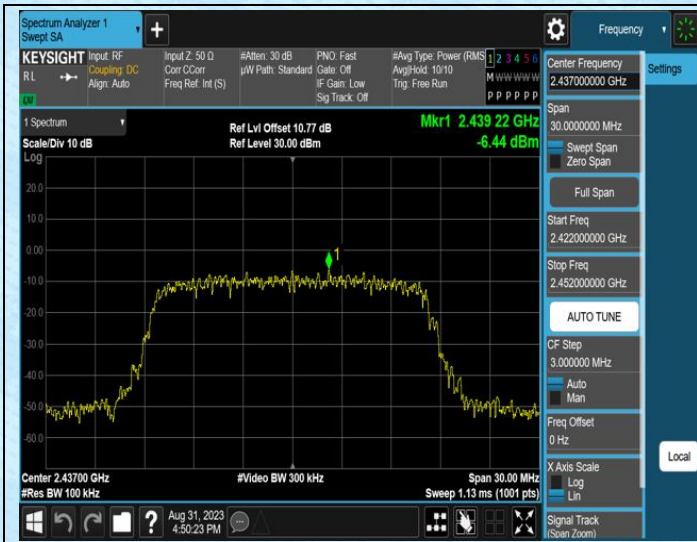 Spectrum Analyzer 1
Swept SA
Frequency
KEYSIGHT
RL
Input: RF
Coupling: DC
Align: Auto
Input Z: 50 Ω
Corr CCorr
Freq Ref: Int (S)
#Atten: 30 dB
µW Path: Standard
PNO: Fast
Gate: Off
IF Gain: Low
Sig Track: Off
#Avg Type: Power (RMS
Avg|Hold: 10/10
Trig: Free Run
1 2 3 4 5 6
M W W W W W
P P P P P P
1 Spectrum
Scale/Div 10 dB
Ref Lvl Offset 10.77 dB
Ref Level 30.00 dBm
Mkr1 2.439 22 GHz
-6.44 dBm
Log
20.0
10.0
0.00
-10.0
-20.0
-30.0
-40.0
-50.0
-60.0
1
Center 2.43700 GHz
#Res BW 100 kHz
#Video BW 300 kHz
Span 30.00 MHz
Sweep 1.13 ms (1001 pts)
?
Aug 31, 2023
4:50:23 PM
Center Frequency
2.437000000 GHz
Settings
Span
30.0000000 MHz
Swept Span
Zero Span
Full Span
Start Freq
2.422000000 GHz
Stop Freq
2.452000000 GHz
AUTO TUNE
CF Step
3.000000 MHz
Auto
Man
Freq Offset
0 Hz
X Axis Scale
Log
Lin
Local
Signal Track
(Span Zoom)